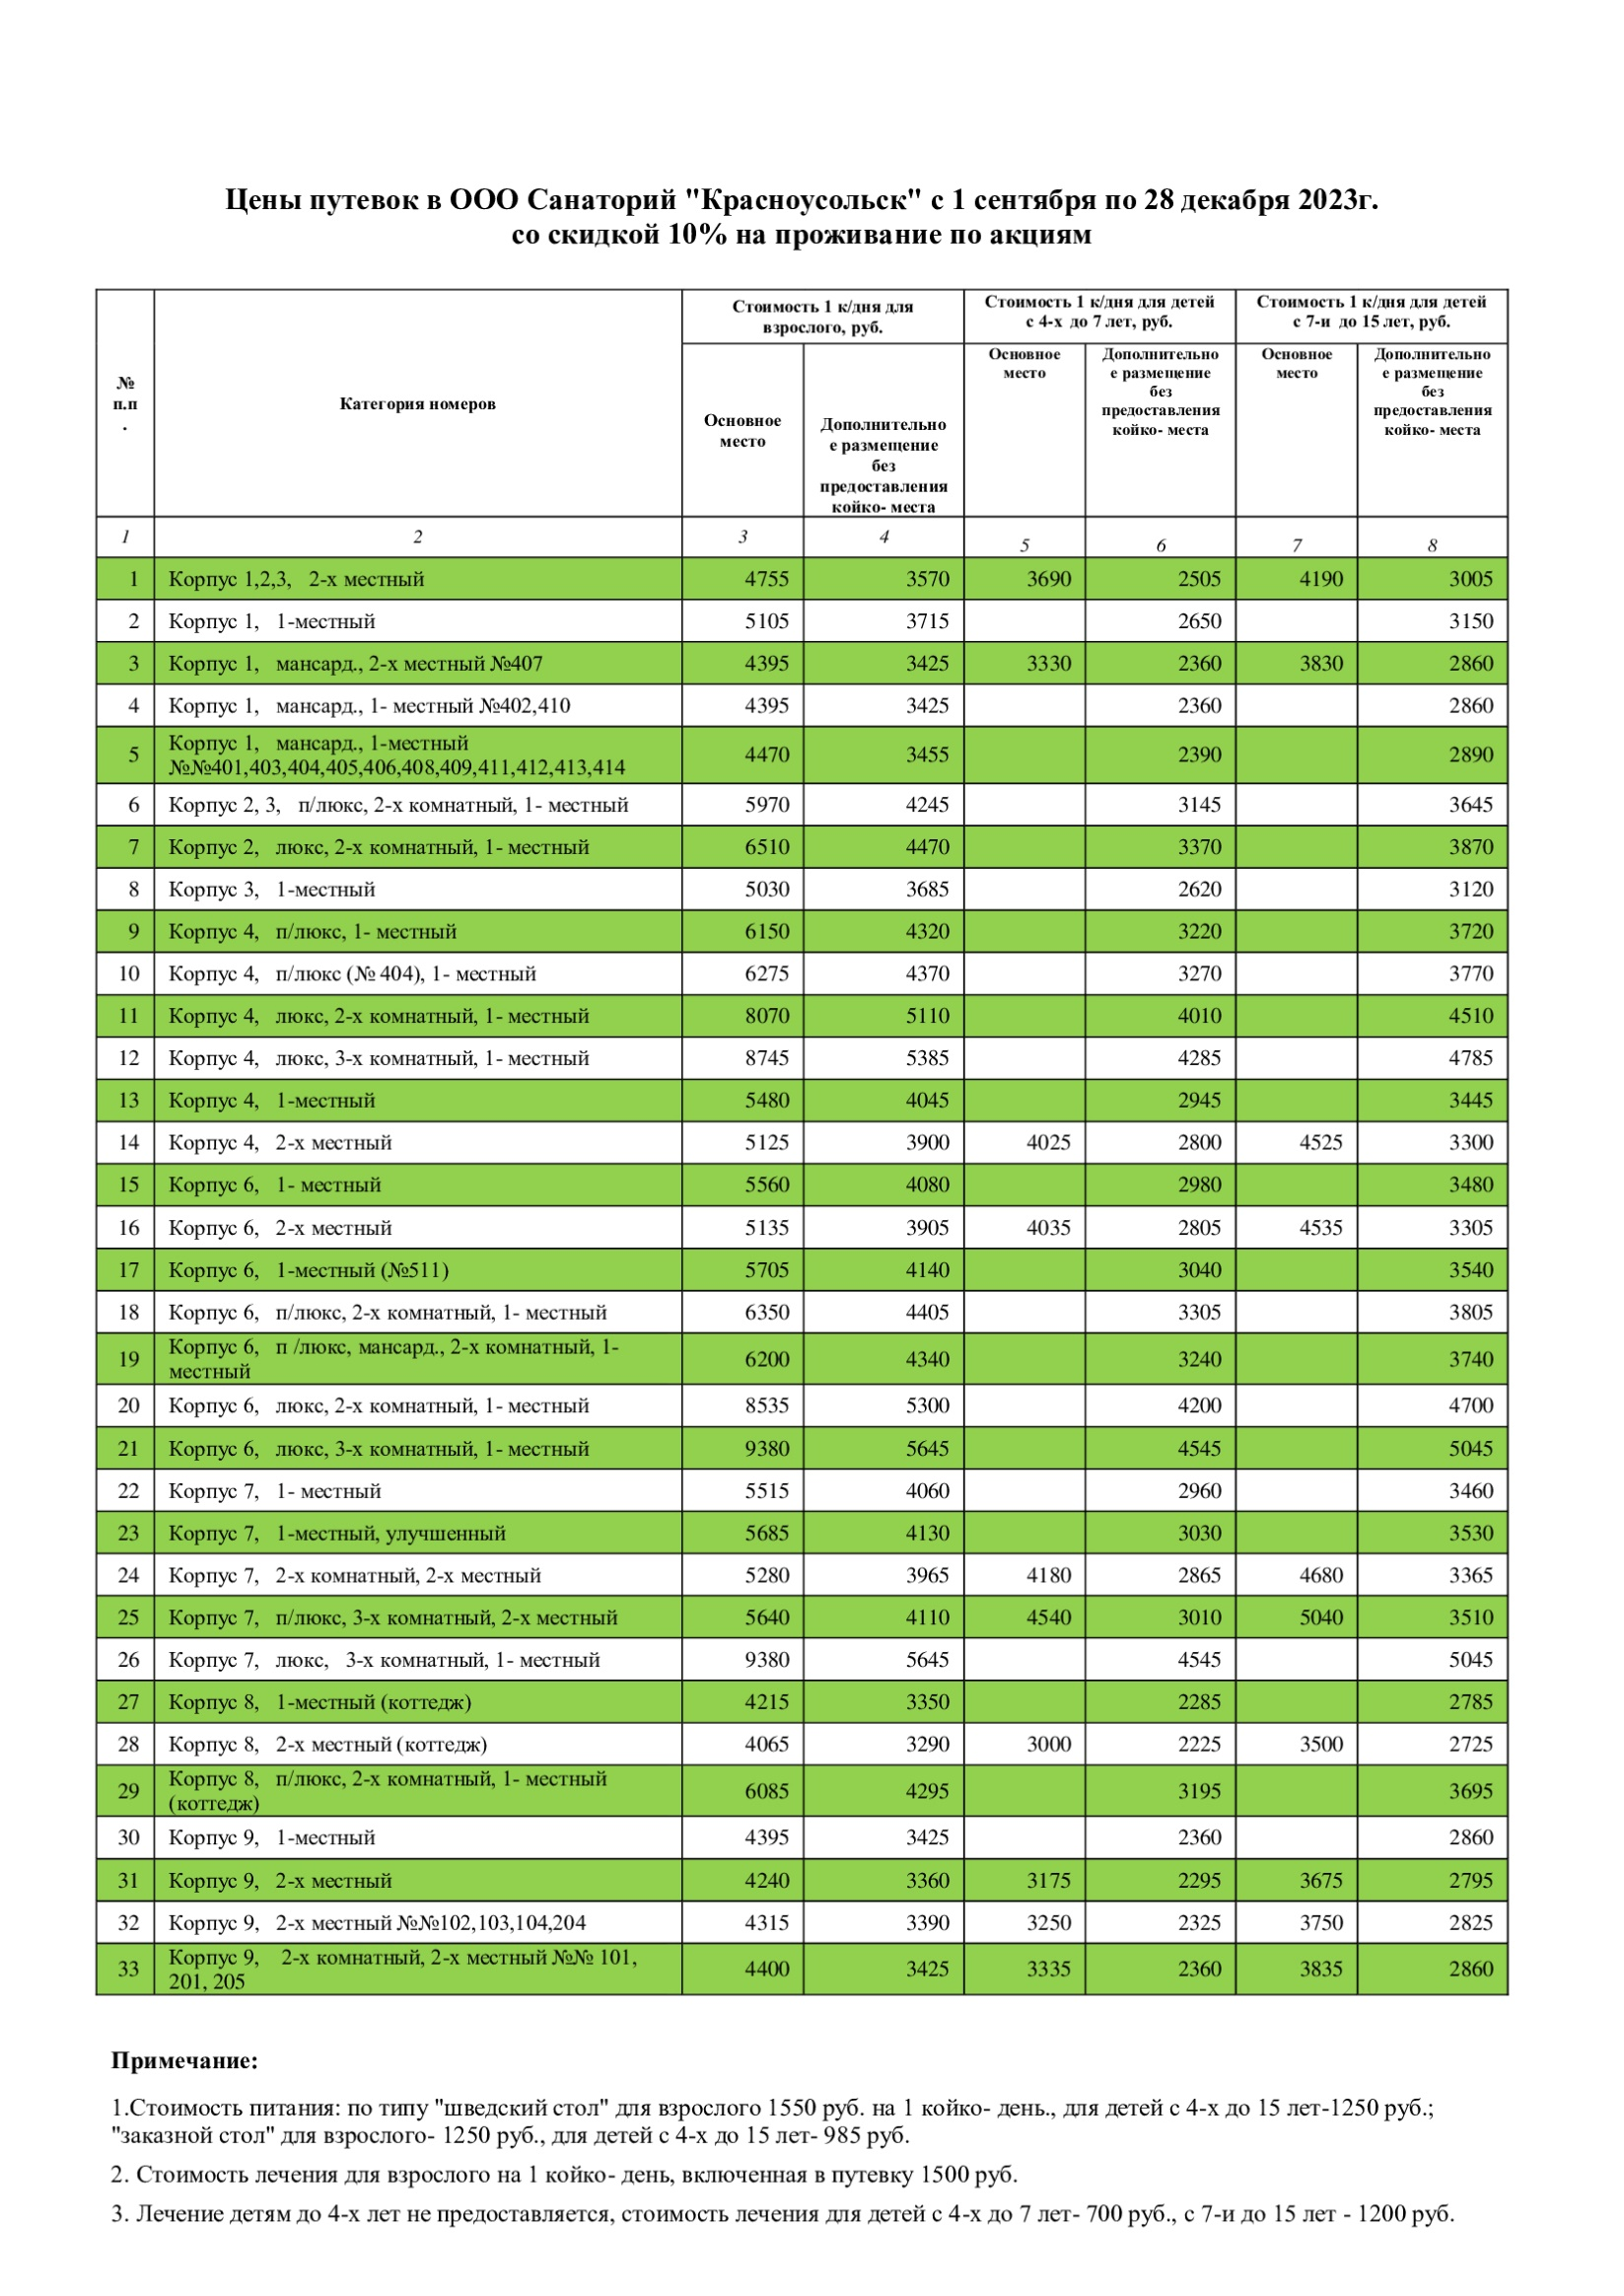 Цены путевок в ООО Санаторий "Красноусольск" с 1 сентября по 28 декабря 2023г.
со скидкой 10% на проживание по акциям
№ п.п .
Категория номеров
Стоимость 1 к/дня для взрослого, руб.
Стоимость 1 к/дня для детей с 4-х до 7 лет, руб.
Стоимость 1 к/дня для детей с 7-и до 15 лет, руб.
Основное место
Дополнительно е размещение без предоставления койко- места
Основное место
Дополнительно е размещение без предоставления койко- места
Основное место
Дополнительно е размещение без предоставления койко- места
1 2 3 4 5 6 7 8
1 Корпус 1,2,3, 2-х местный 4755 3570 3690 2505 4190 3005
2 Корпус 1, 1-местный 5105 3715 2650 3150
3 Корпус 1, мансард., 2-х местный №407 4395 3425 3330 2360 3830 2860
4 Корпус 1, мансард., 1- местный №402,410 4395 3425 2360 2860
5 Корпус 1, мансард., 1-местный
№№401,403,404,405,406,408,409,411,412,413,414 4470 3455 2390 2890
6 Корпус 2, 3, п/люкс, 2-х комнатный, 1- местный 5970 4245 3145 3645
7 Корпус 2, люкс, 2-х комнатный, 1- местный 6510 4470 3370 3870
8 Корпус 3, 1-местный 5030 3685 2620 3120
9 Корпус 4, п/люкс, 1- местный 6150 4320 3220 3720
10 Корпус 4, п/люкс (№ 404), 1- местный 6275 4370 3270 3770
11 Корпус 4, люкс, 2-х комнатный, 1- местный 8070 5110 4010 4510
12 Корпус 4, люкс, 3-х комнатный, 1- местный 8745 5385 4285 4785
13 Корпус 4, 1-местный 5480 4045 2945 3445
14 Корпус 4, 2-х местный 5125 3900 4025 2800 4525 3300
15 Корпус 6, 1- местный 5560 4080 2980 3480
16 Корпус 6, 2-х местный 5135 3905 4035 2805 4535 3305
17 Корпус 6, 1-местный (№511) 5705 4140 3040 3540
18 Корпус 6, п/люкс, 2-х комнатный, 1- местный 6350 4405 3305 3805
19 Корпус 6, п /люкс, мансард., 2-х комнатный, 1-
местный 6200 4340 3240 3740
20 Корпус 6, люкс, 2-х комнатный, 1- местный 8535 5300 4200 4700
21 Корпус 6, люкс, 3-х комнатный, 1- местный 9380 5645 4545 5045
22 Корпус 7, 1- местный 5515 4060 2960 3460
23 Корпус 7, 1-местный, улучшенный 5685 4130 3030 3530
24 Корпус 7, 2-х комнатный, 2-х местный 5280 3965 4180 2865 4680 3365
25 Корпус 7, п/люкс, 3-х комнатный, 2-х местный 5640 4110 4540 3010 5040 3510
26 Корпус 7, люкс, 3-х комнатный, 1- местный 9380 5645 4545 5045
27 Корпус 8, 1-местный (коттедж) 4215 3350 2285 2785
28 Корпус 8, 2-х местный (коттедж) 4065 3290 3000 2225 3500 2725
29 Корпус 8, п/люкс, 2-х комнатный, 1- местный
(коттедж) 6085 4295 3195 3695
30 Корпус 9, 1-местный 4395 3425 2360 2860
31 Корпус 9, 2-х местный 4240 3360 3175 2295 3675 2795
32 Корпус 9, 2-х местный №№102,103,104,204 4315 3390 3250 2325 3750 2825
33 Корпус 9, 2-х комнатный, 2-х местный №№ 101,
201, 205 4400 3425 3335 2360 3835 2860
Примечание:
1.Стоимость питания: по типу "шведский стол" для взрослого 1550 руб. на 1 койко- день., для детей с 4-х до 15 лет-1250 руб.;
"заказной стол" для взрослого- 1250 руб., для детей с 4-х до 15 лет- 985 руб.
2. Стоимость лечения для взрослого на 1 койко- день, включенная в путевку 1500 руб.
3. Лечение детям до 4-х лет не предоставляется, стоимость лечения для детей с 4-х до 7 лет- 700 руб., с 7-и до 15 лет - 1200 руб.